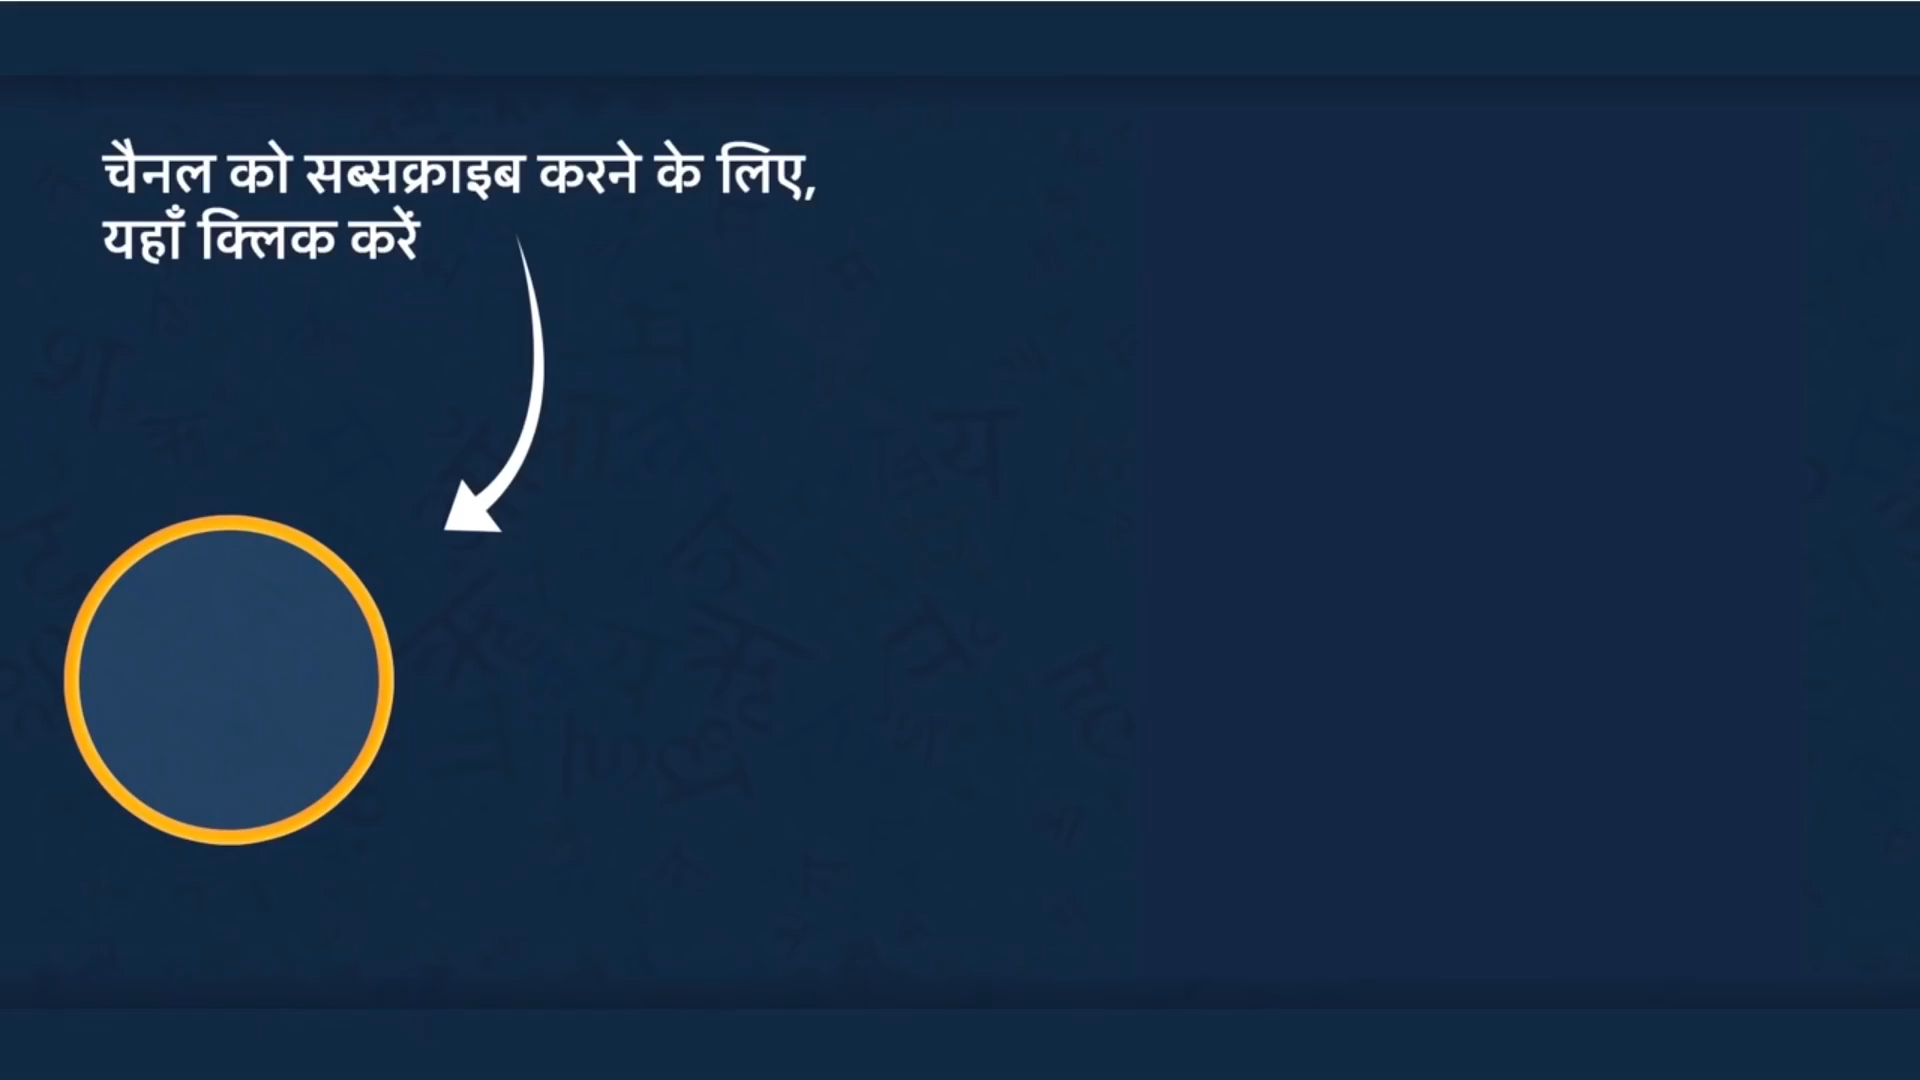 चैनल को सब्सक्राइब करने के लिए,
यहाँ क्लिक करें